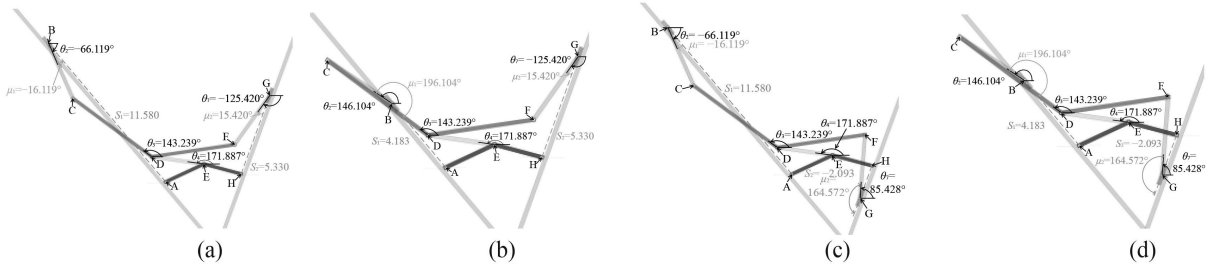 B
θ₂=−66.119°
μ₁=−16.119°
C
S₁=11.580
G
θ₇=−125.420°
μ₂=15.420°
F
θ₃=143.239°
D
θ₄=171.887°
S₂=5.330
E
A
H
(a)
G
θ₇=−125.420°
μ₂=15.420°
C
μ₁=196.104°
θ₂=146.104°
B
F
θ₃=143.239°
S₁=4.183
D
θ₄=171.887°
S₂=5.330
E
A
H
(b)
B
θ₂=−66.119°
μ₁=−16.119°
C
S₁=11.580
θ₄=171.887°
θ₃=143.239°
F
D
E
H
A
S₂=−2.093
μ₂=
164.572°
θ₇=
85.428°
G
(c)
C
μ₁=196.104°
θ₂=146.104°
B
F
θ₃=143.239°
θ₄=171.887°
S₁=4.183
D
E
H
A
S₂=−2.093
μ₂=164.572°
θ₇=
85.428°
G
(d)